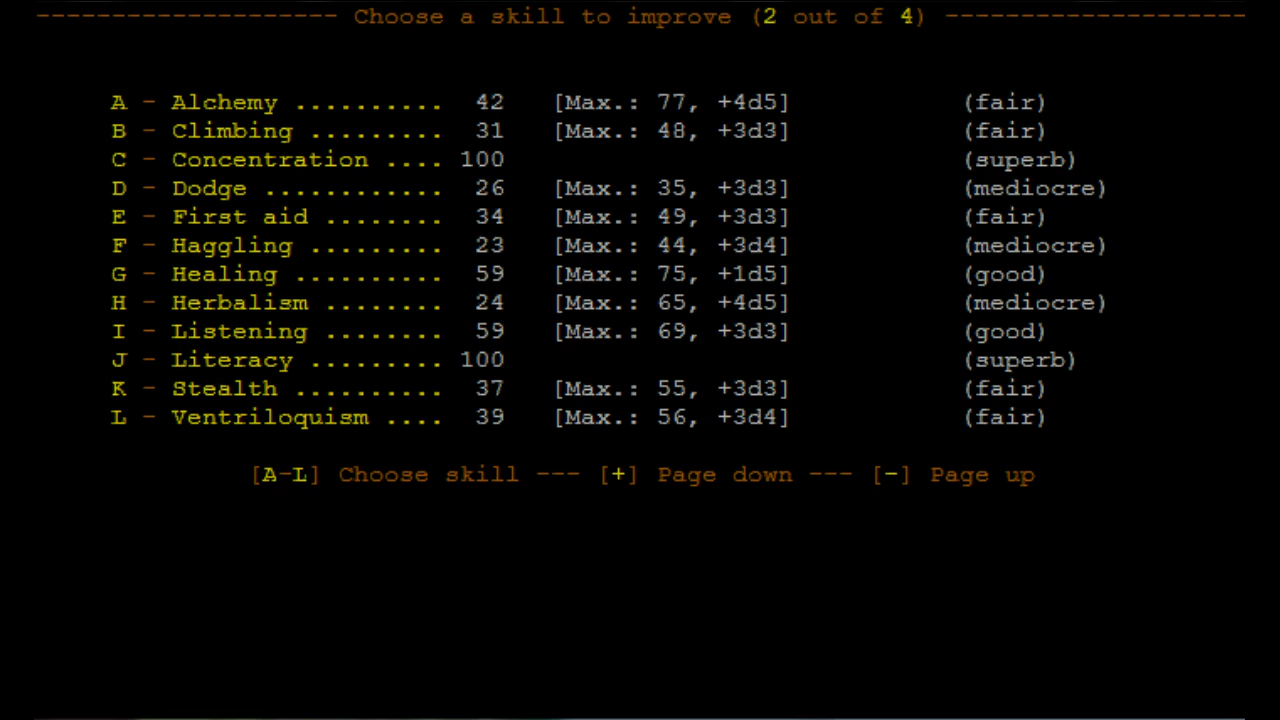 -------------------- Choose a skill to improve (2 out of 4) --------------------
A - Alchemy .......... 42 [Max.: 77, +4d5] (fair)
B - Climbing ......... 31 [Max.: 48, +3d3] (fair)
C - Concentration .... 100 (superb)
D - Dodge ............ 26 [Max.: 35, +3d3] (mediocre)
E - First aid ........ 34 [Max.: 49, +3d3] (fair)
F - Haggling ......... 23 [Max.: 44, +3d4] (mediocre)
G - Healing .......... 59 [Max.: 75, +1d5] (good)
H - Herbalism ........ 24 [Max.: 65, +4d5] (mediocre)
I - Listening ........ 59 [Max.: 69, +3d3] (good)
J - Literacy ......... 100 (superb)
K - Stealth .......... 37 [Max.: 55, +3d3] (fair)
L - Ventriloquism .... 39 [Max.: 56, +3d4] (fair)
[A-L] Choose skill --- [+] Page down --- [-] Page up